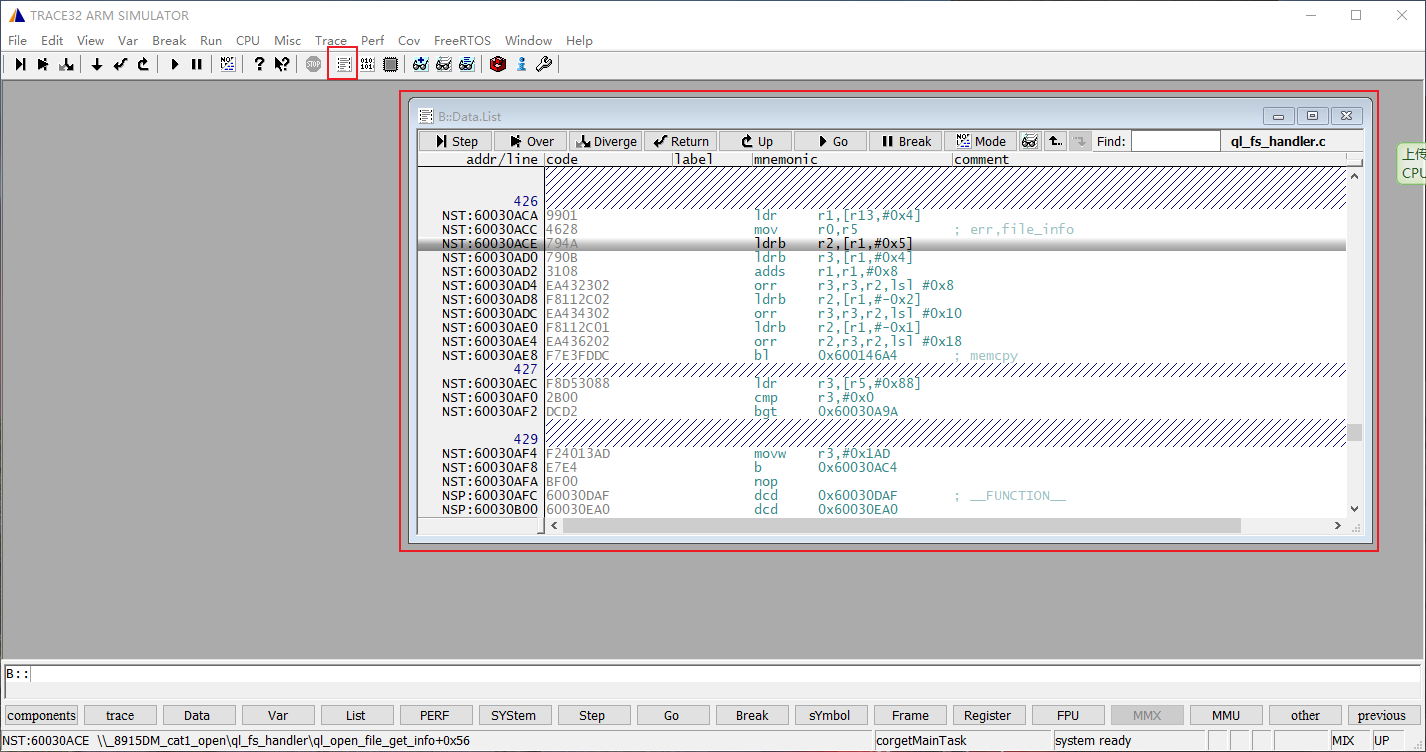 TRACE32 ARM SIMULATOR
File Edit View Var Break Run CPU Misc Trace Perf Cov FreeRTOS Window Help
STOP
B::Data.List
Step Over Diverge Return Up Go Break Mode Find: ql_fs_handler.c
addr/line code label mnemonic comment
426
NST:60030ACA 9901 ldr r1,[r13,#0x4]
NST:60030ACC 4628 mov r0,r5 ; err,file_info
NST:60030ACE 794A ldrb r2,[r1,#0x5]
NST:60030AD0 790B ldrb r3,[r1,#0x4]
NST:60030AD2 3108 adds r1,r1,#0x8
NST:60030AD4 EA432302 orr r3,r3,r2,lsl #0x8
NST:60030AD8 F8112C02 ldrb r2,[r1,#-0x2]
NST:60030ADC EA434302 orr r3,r3,r2,lsl #0x10
NST:60030AE0 F8112C01 ldrb r2,[r1,#-0x1]
NST:60030AE4 EA436202 orr r2,r3,r2,lsl #0x18
NST:60030AE8 F7E3FDDC bl 0x600146A4 ; memcpy
427
NST:60030AEC F8D53088 ldr r3,[r5,#0x88]
NST:60030AF0 2B00 cmp r3,#0x0
NST:60030AF2 DCD2 bgt 0x60030A9A
429
NST:60030AF4 F24013AD movw r3,#0x1AD
NST:60030AF8 E7E4 b 0x60030AC4
NST:60030AFA BF00 nop
NSP:60030AFC 60030DAF dcd 0x60030DAF ; __FUNCTION__
NSP:60030B00 60030EA0 dcd 0x60030EA0
上传
CPU
B::
components trace Data Var List PERF SYStem Step Go Break sYmbol Frame Register FPU MMX MMU other previous
NST:60030ACE \\_8915DM_cat1_open\ql_fs_handler\ql_open_file_get_info+0x56 corgetMainTask system ready MIX UP